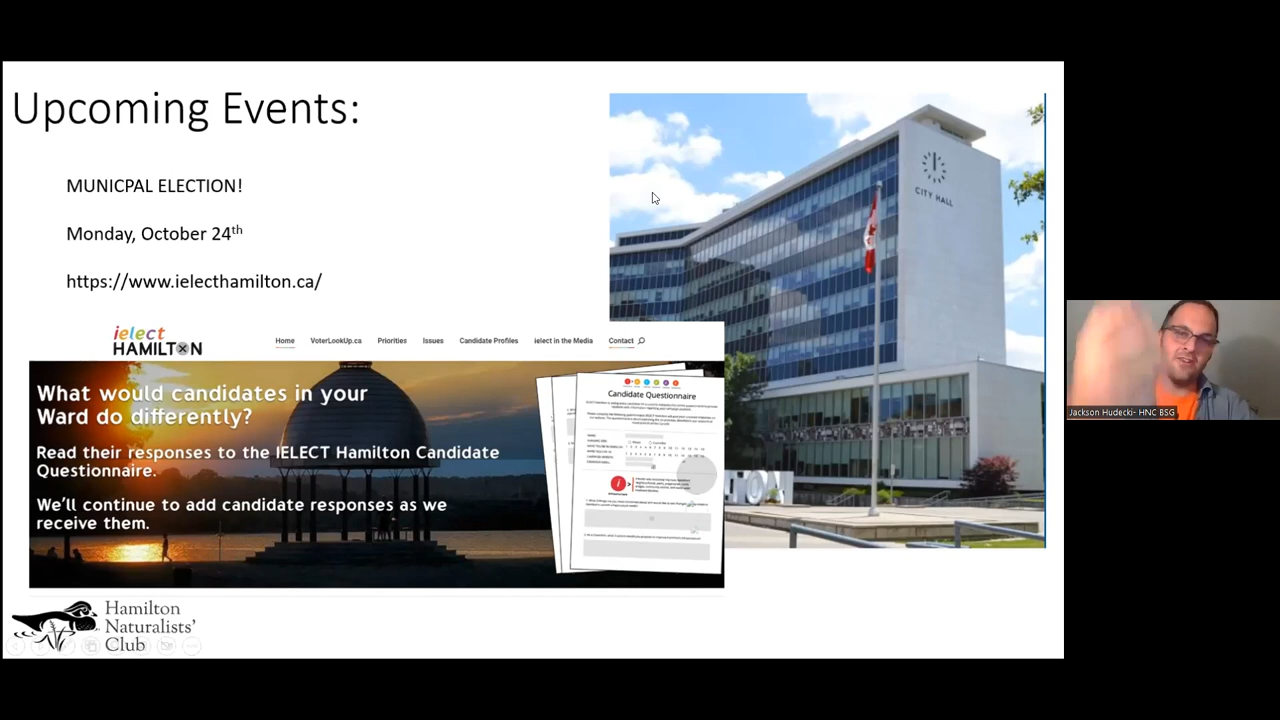 Upcoming Events:
MUNICPAL ELECTION!
Monday, October 24th
https://www.ielecthamilton.ca/
CITY HALL
ielect
HAMILTON
Home VoterLookUp.ca Priorities Issues Candidate Profiles ielect in the Media Contact
What would candidates in your
Ward do differently?
Read their responses to the IELECT Hamilton Candidate
Questionnaire.
We'll continue to add candidate responses as we
receive them.
Candidate Questionnaire
Jackson Hudecki- HNC BSG
Hamilton
Naturalists'
Club